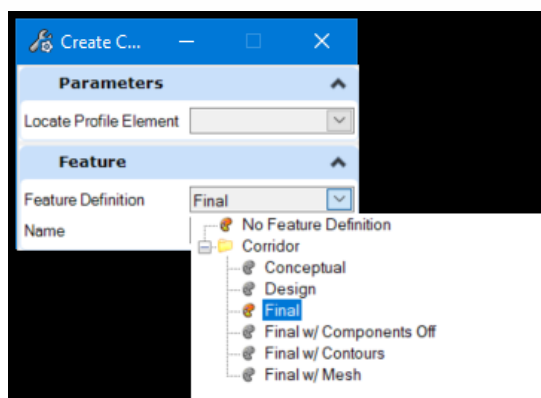 Create C...
Parameters
Locate Profile Element
Feature
Feature Definition Final
Name
No Feature Definition
Corridor
Conceptual
Design
Final
Final w/ Components Off
Final w/ Contours
Final w/ Mesh